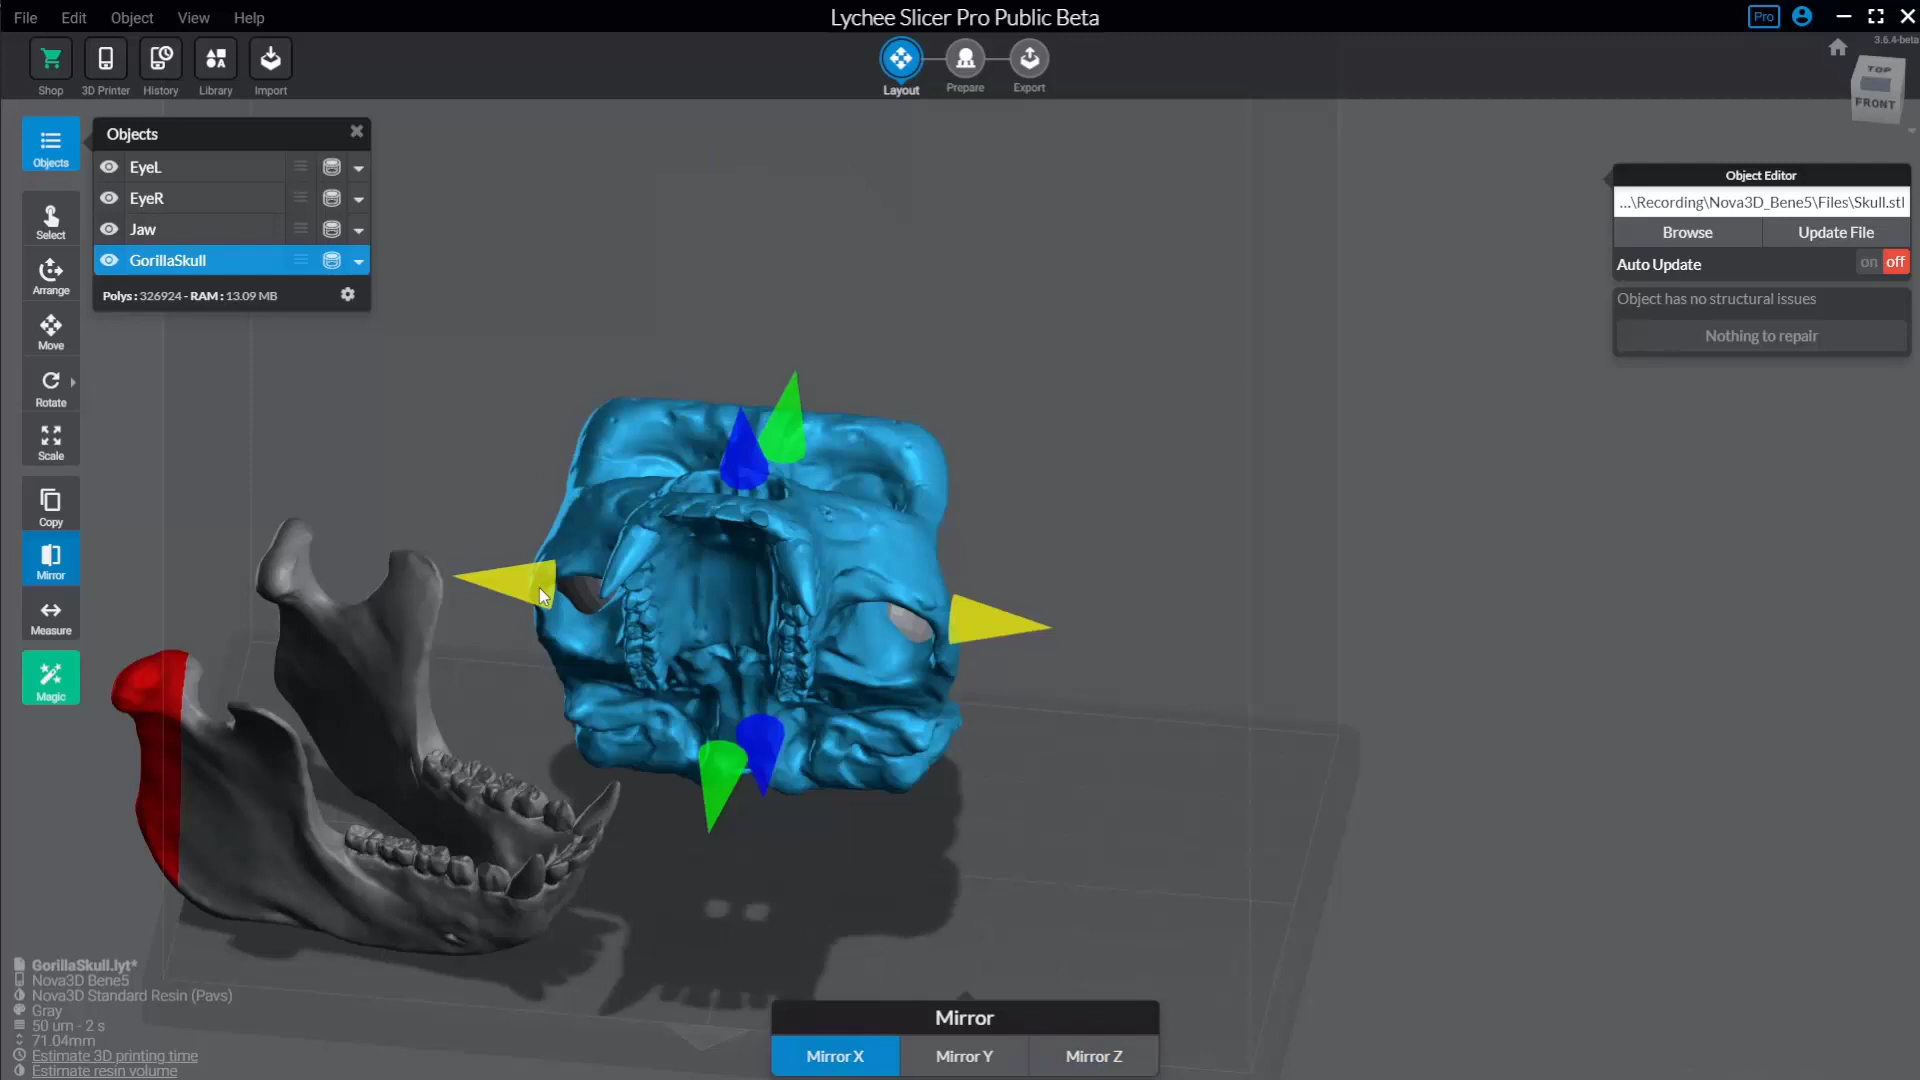 File Edit Object View Help
Lychee Slicer Pro Public Beta
Pro
3.6.4-beta
Shop 3D Printer History Library Import
Layout Prepare Export
TOP
FRONT
Objects
Objects
EyeL
EyeR
Jaw
GorillaSkull
Polys : 326924 - RAM : 13.09 MB
Select
Arrange
Move
Rotate
Scale
Copy
Mirror
Measure
Magic
Object Editor
...\Recording\Nova3D_Bene5\Files\Skull.stl
Browse Update File
Auto Update on off
Object has no structural issues
Nothing to repair
GorillaSkull.lyt*
Nova3D Bene5
Nova3D Standard Resin (Pavs)
Gray
50 um - 2 s
71.04mm
Estimate 3D printing time
Estimate resin volume
Mirror
Mirror X Mirror Y Mirror Z